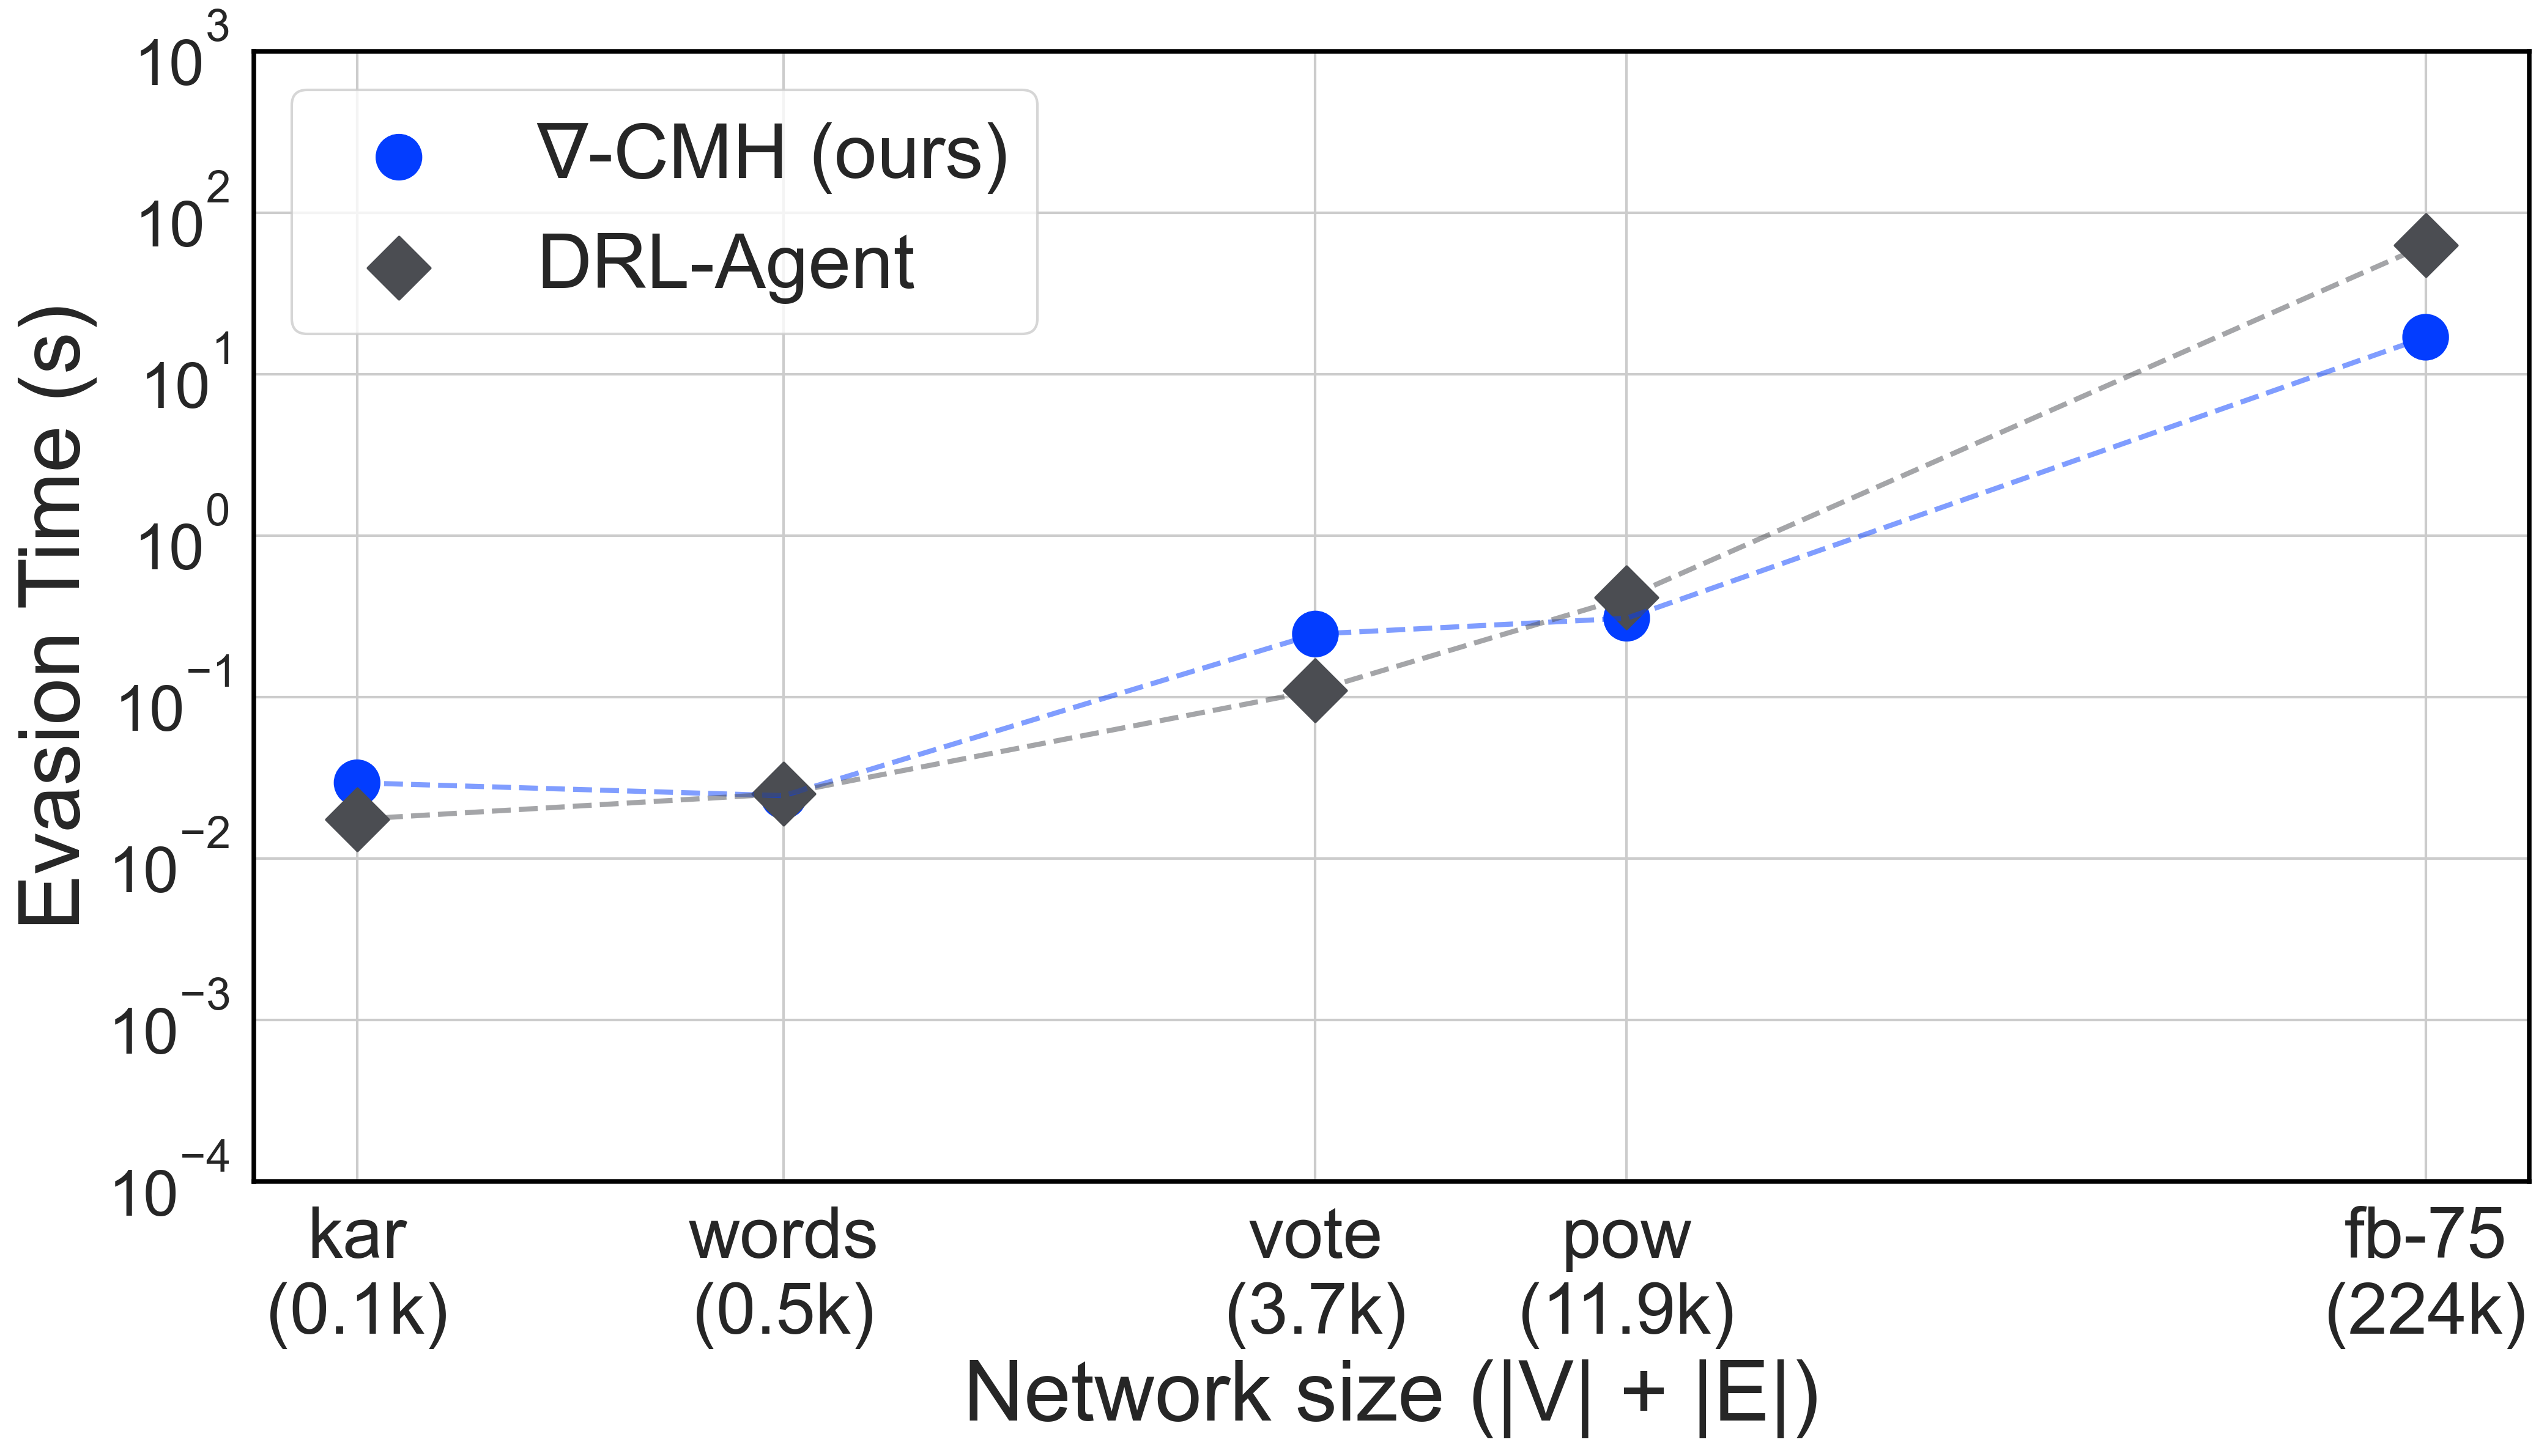 10^3
10^2
10^1
10^0
10^−1
10^−2
10^−3
10^−4
Evasion Time (s)
∇-CMH (ours)
DRL-Agent
kar
(0.1k)
words
(0.5k)
vote
(3.7k)
pow
(11.9k)
fb-75
(224k)
Network size (|V| + |E|)